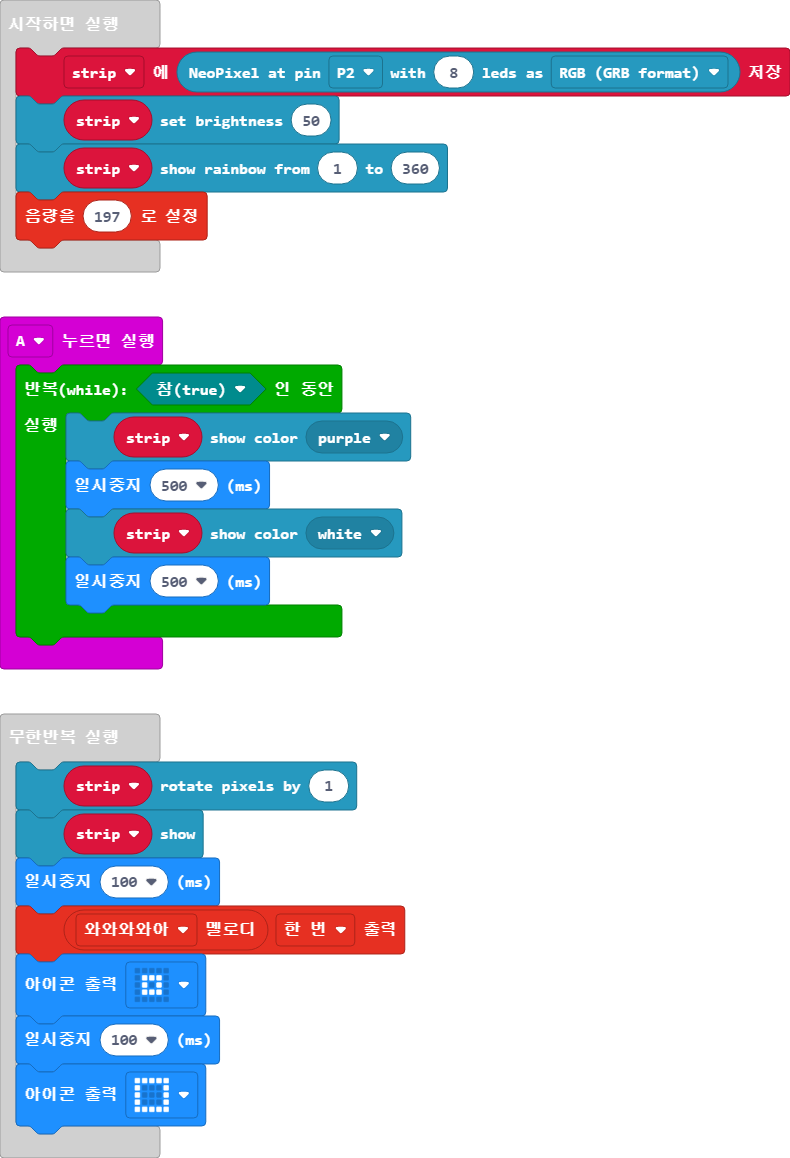 시작하면 실행
strip 에 NeoPixel at pin P2 with 8 leds as RGB (GRB format) 저장
strip set brightness 50
strip show rainbow from 1 to 360
음량을 197 로 설정
A 누르면 실행
반복(while): 참(true) 인 동안
실행
strip show color purple
일시중지 500 (ms)
strip show color white
일시중지 500 (ms)
무한반복 실행
strip rotate pixels by 1
strip show
일시중지 100 (ms)
와와와와아 멜로디 한 번 출력
아이콘 출력
일시중지 100 (ms)
아이콘 출력